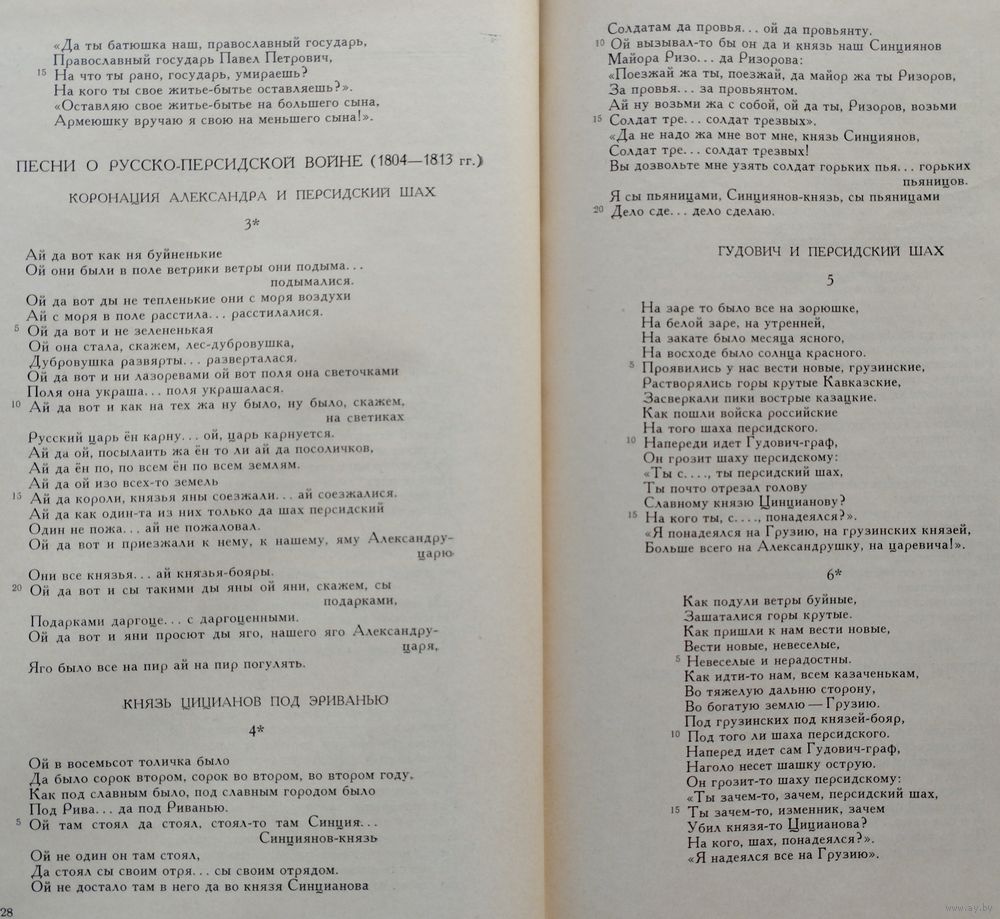 «Да ты батюшка наш, православный государь,
Православный государь Павел Петрович,
15 На что ты рано, государь, умираешь?
На кого ты свое житье-бытье оставляешь?».
«Оставляю свое житье-бытье на большего сына,
Армеюшку вручаю я свою на меньшего сына!».
ПЕСНИ О РУССКО-ПЕРСИДСКОЙ ВОЙНЕ (1804—1813 гг.)
КОРОНАЦИЯ АЛЕКСАНДРА И ПЕРСИДСКИЙ ШАХ
3*
Ай да вот как ня буйненькие
Ой они были в поле ветрики ветры они подыма...
подымалися.
Ой да вот ды не тепленькие они с моря воздухи
Ай с моря в поле расстила... расстилалися.
5 Ой да вот и не зелененькая
Ой она стала, скажем, лес-дубровушка,
Дубровушка развярты... разверталася.
Ой да вот и ни лазоревами ой вот поля она светочками
Поля она украша... поля украшалася.
10 Ай да вот и как на тех жа ну было, ну было, скажем,
на светиках
Русский царь ён карну... ой, царь карнуется.
Ай да ой, посылаить жа ён то ли ай да посоличков,
Ай да ён по, по всем ён по всем землям.
Ай да ой изо всех-то земель
15 Ай да короли, князья яны соезжали... ай соезжалися.
Ай да как один-та из них только да шах персидский
Один не пожа... ай не пожаловал.
Ой да вот и приезжали к нему, к нашему, яму Александру-
царю
Они все князья... ай князья-бояры.
20 Ой да вот и сы такими ды яны ой яни, скажем, сы
подарками,
Подарками даргоце... с даргоценными.
Ой да вот и яни просют ды яго, нашего яго Александру-
царя,
Яго было все на пир ай на пир погулять.
КНЯЗЬ ЦИЦИАНОВ ПОД ЭРИВАНЬЮ
4*
Ой в восемьсот толичка было
Да было сорок втором, сорок во втором, во втором году,
Как под славным было, под славным городом было
Под Рива... да под Риванью.
5 Ой там стоял да стоял, стоял-то там Синция...
Синциянов-князь
Ой не один он там стоял,
Да стоял сы своим отря... сы своим отрядом.
Ой не достало там в него да во князя Синцианова
28
Солдатам да провья... ой да провьянту.
10 Ой вызывал-то бы он да и князь наш Синциянов
Майора Ризо... да Ризорова:
«Поезжай жа ты, поезжай, да майор жа ты Ризоров,
За провья... за провьянтом.
Ай ну возьми жа с собой, ой да ты, Ризоров, возьми
15 Солдат тре... солдат трезвых».
«Да не надо жа мне вот мне, князь Синциянов,
Солдат тре... солдат трезвых!
Вы дозвольте мне узять солдат горьких пья... горьких
пьяницов.
Я сы пьяницами, Синциянов-князь, сы пьяницами
20 Дело сде... дело сделаю.
ГУДОВИЧ И ПЕРСИДСКИЙ ШАХ
5
На заре то было все на зорюшке,
На белой заре, на утренней,
На закате было месяца ясного,
На восходе было солнца красного.
5 Проявились у нас вести новые, грузинские,
Растворялись горы крутые Кавказские,
Засверкали пики вострые казацкие.
Как пошли войска российские
На того шаха персидского.
10 Напереди идет Гудович-граф,
Он грозит шаху персидскому:
«Ты с...., ты персидский шах,
Ты почто отрезал голову
Славному князю Цицианову?
15 На кого ты, с...., понадеялся?».
«Я понадеялся на Грузию, на грузинских князей,
Больше всего на Александрушку, на царевича!».
6*
Как подули ветры буйные,
Зашаталися горы крутые.
Как пришли к нам вести новые,
Вести новые, невеселые,
5 Невеселые и нерадостны.
Как идти-то нам, всем казаченькам,
Во тяжелую дальню сторону,
Во богатую землю — Грузию.
Под грузинских под князей-бояр,
10 Под того ли шаха персидского.
Наперед идет сам Гудович-граф,
Наголо несет шашку острую.
Он грозит-то шаху персидскому:
«Ты зачем-то, зачем, персидский шах,
15 Ты зачем-то, изменник, зачем
Убил князя-то Цицианова?
На кого, шах, понадеялся?».
«Я надеялся все на Грузию».
www.ay.by